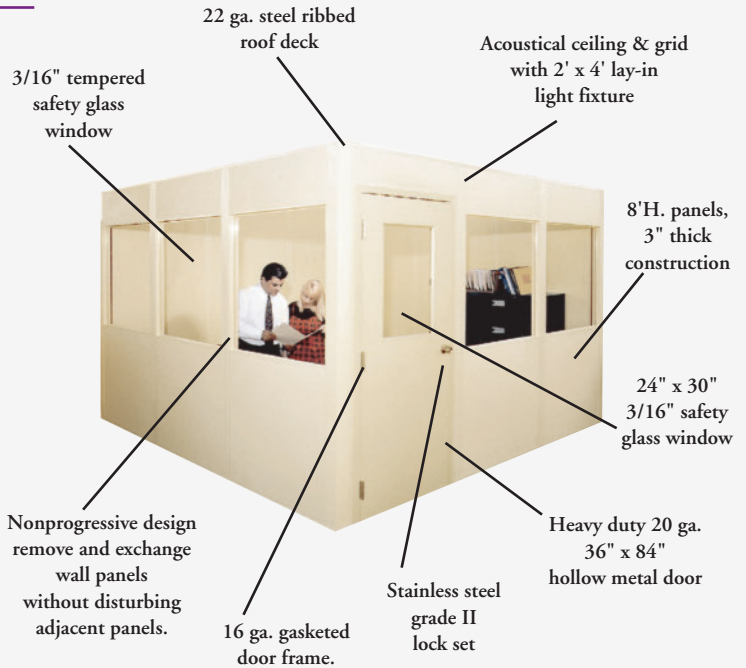 22 ga. steel ribbed
roof deck
Acoustical ceiling & grid
with 2' x 4' lay-in
light fixture
3/16" tempered
safety glass
window
8'H. panels,
3" thick
construction
24" x 30"
3/16" safety
glass window
Nonprogressive design
remove and exchange
wall panels
without disturbing
adjacent panels.
Heavy duty 20 ga.
36" x 84"
hollow metal door
Stainless steel
grade II
lock set
16 ga. gasketed
door frame.